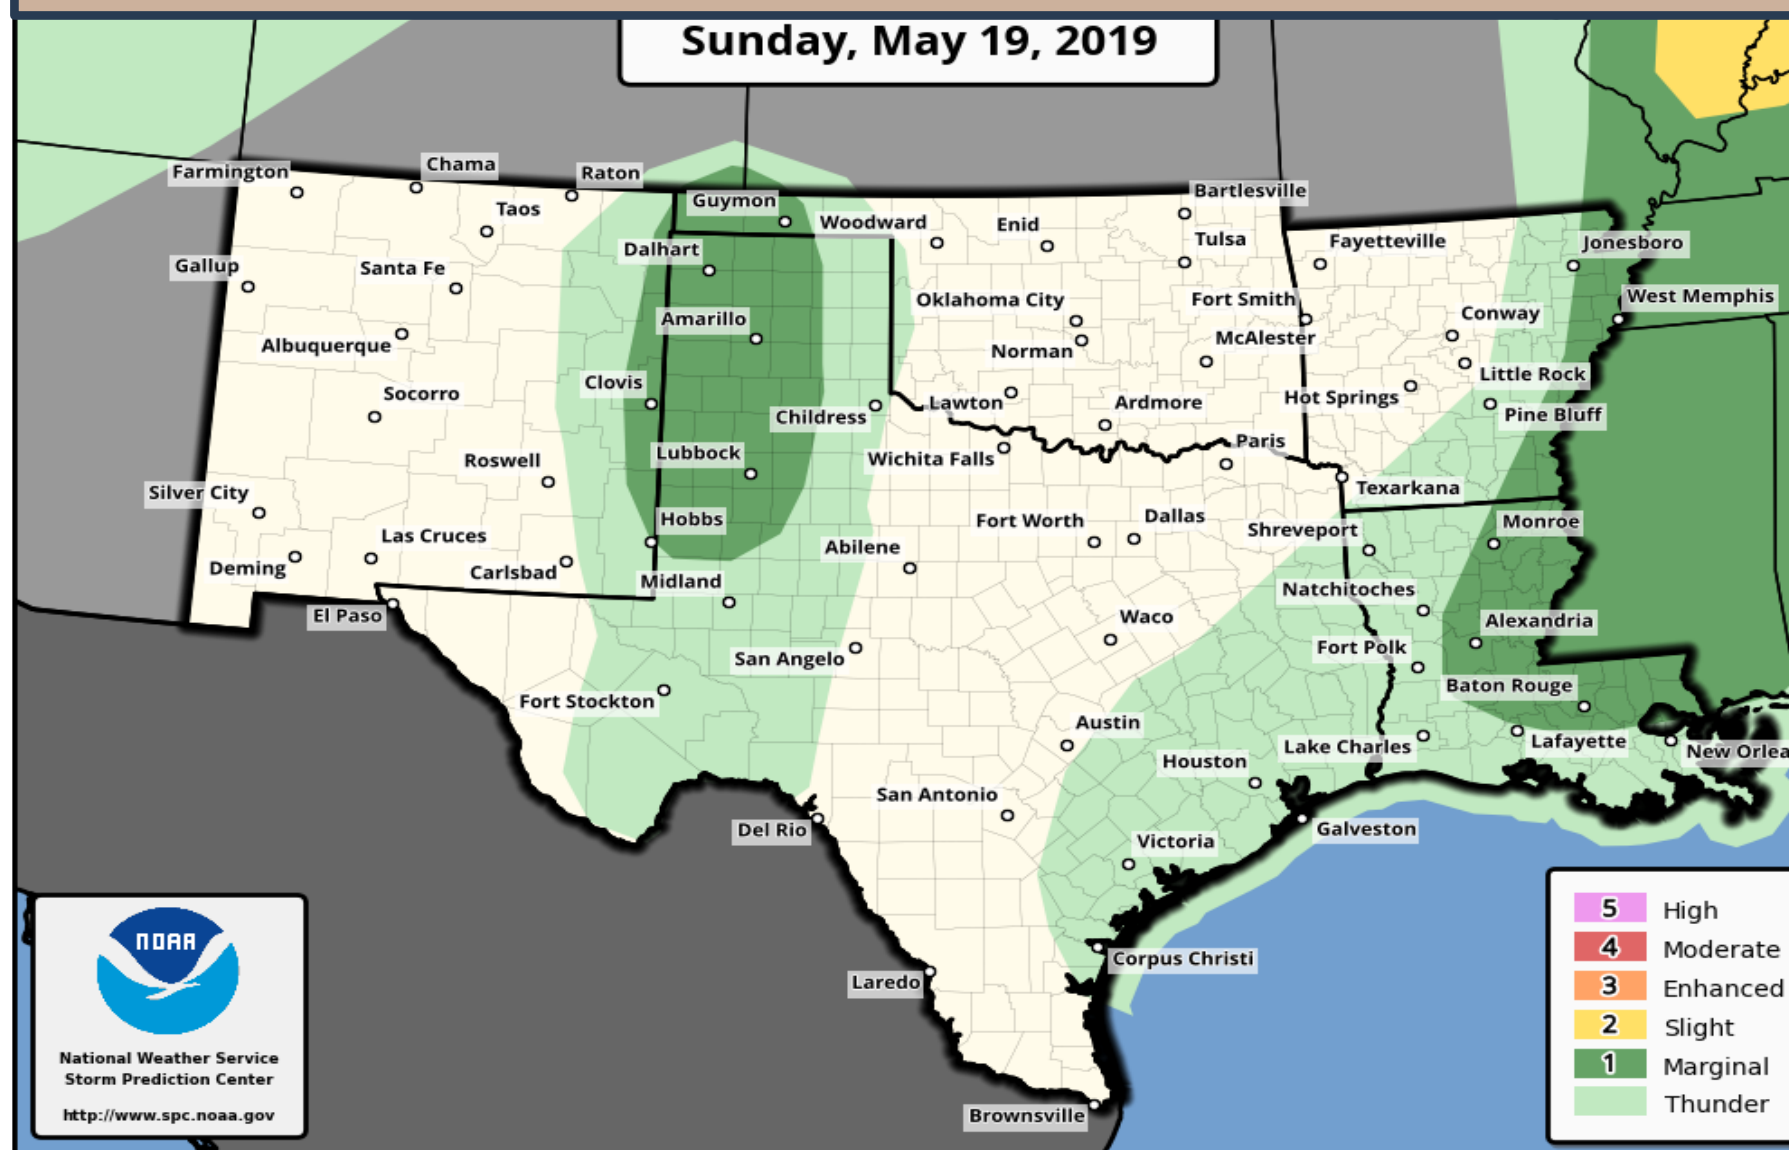 Sunday, May 19, 2019
Farmington
Chama
Raton
Taos
Guymon
Woodward
Enid
Bartlesville
Tulsa
Fayetteville
Jonesboro
Gallup
Santa Fe
Dalhart
Oklahoma City
Fort Smith
Conway
West Memphis
Albuquerque
Amarillo
Norman
McAlester
Little Rock
Socorro
Clovis
Childress
Lawton
Ardmore
Hot Springs
Pine Bluff
Roswell
Lubbock
Wichita Falls
Paris
Texarkana
Silver City
Las Cruces
Hobbs
Fort Worth
Dallas
Shreveport
Monroe
Deming
Carlsbad
Midland
Abilene
Natchitoches
El Paso
Waco
Alexandria
San Angelo
Fort Polk
Fort Stockton
Baton Rouge
Austin
Lake Charles
Lafayette
New Orlea
Houston
San Antonio
Del Rio
Galveston
Victoria
Corpus Christi
Laredo
Brownsville
NOAA
National Weather Service
Storm Prediction Center
http://www.spc.noaa.gov
5 High
4 Moderate
3 Enhanced
2 Slight
1 Marginal
Thunder